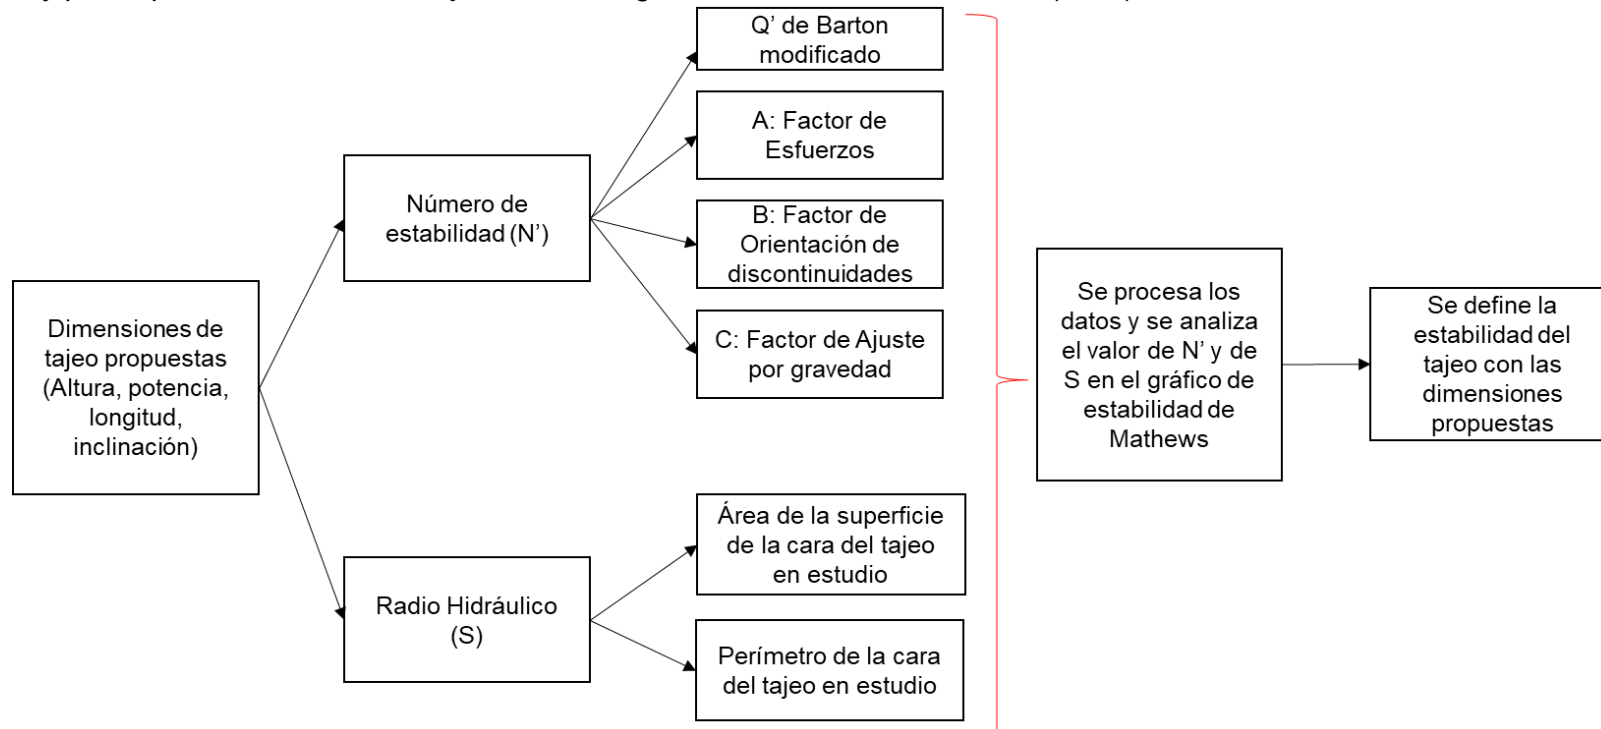 Q’ de Barton
modificado
A: Factor de
Esfuerzos
Número de
estabilidad (N’)
B: Factor de
Orientación de
discontinuidades
C: Factor de Ajuste
por gravedad
Dimensiones de
tajeo propuestas
(Altura, potencia,
longitud,
inclinación)
Radio Hidráulico
(S)
Área de la superficie
de la cara del tajeo
en estudio
Perímetro de la cara
del tajeo en estudio
Se procesa los
datos y se analiza
el valor de N’ y de
S en el gráfico de
estabilidad de
Mathews
Se define la
estabilidad del
tajeo con las
dimensiones
propuestas